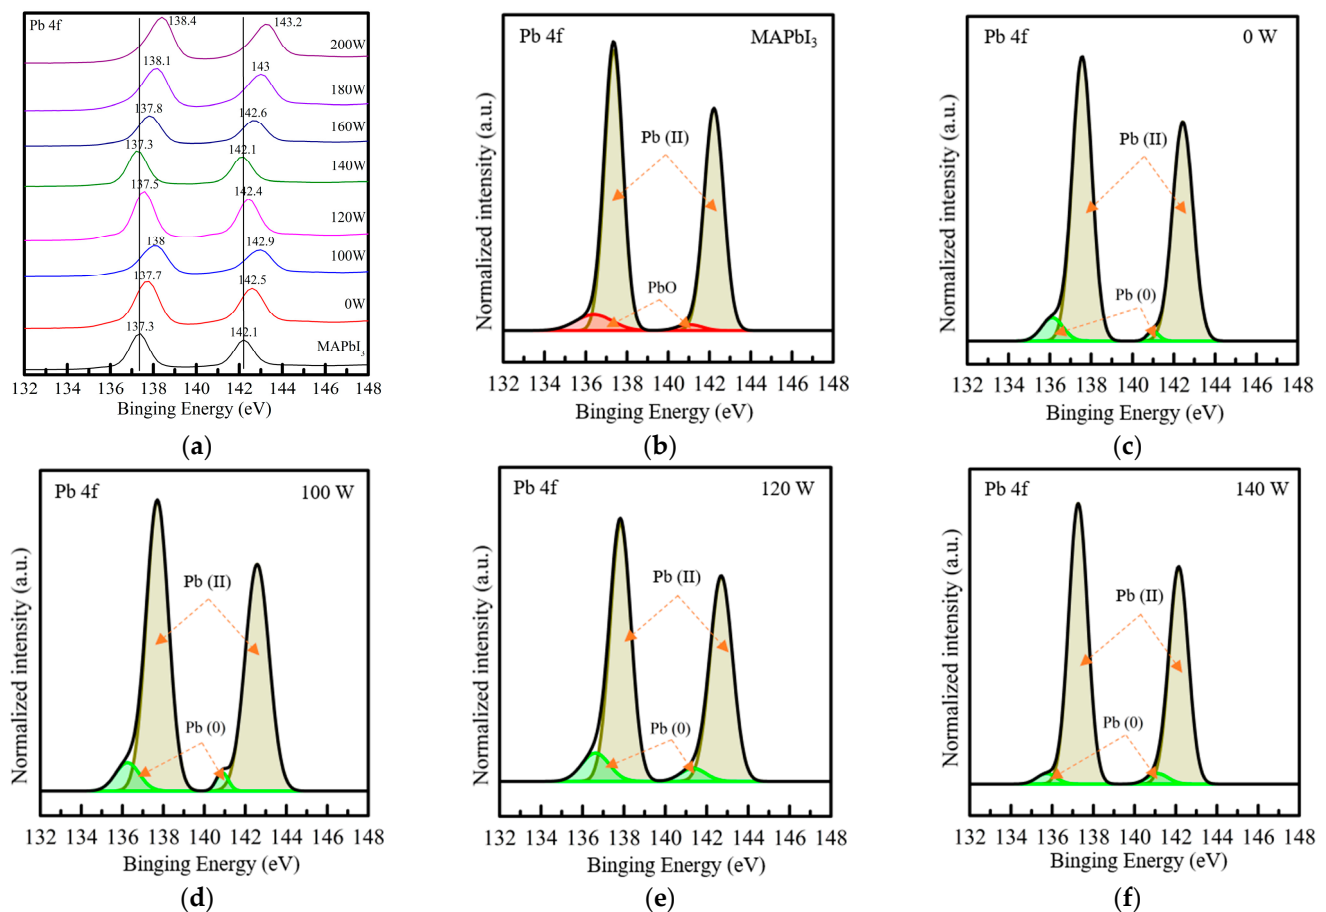 Pb 4f
138.4
143.2
200W
138.1
143
180W
137.8
142.6
160W
137.3
142.1
140W
137.5
142.4
120W
138
142.9
100W
137.7
142.5
0W
137.3
142.1
MAPbI3
132 134 136 138 140 142 144 146 148
Binging Energy (eV)
(a)
Normalized intensity (a.u.)
Pb 4f
MAPbI3
Pb (II)
PbO
132 134 136 138 140 142 144 146 148
Binging Energy (eV)
(b)
Normalized intensity (a.u.)
Pb 4f
0 W
Pb (II)
Pb (0)
132 134 136 138 140 142 144 146 148
Binging Energy (eV)
(c)
Normalized intensity (a.u.)
Pb 4f
100 W
Pb (II)
Pb (0)
132 134 136 138 140 142 144 146 148
Binging Energy (eV)
(d)
Normalized intensity (a.u.)
Pb 4f
120 W
Pb (II)
Pb (0)
132 134 136 138 140 142 144 146 148
Binging Energy (eV)
(e)
Normalized intensity (a.u.)
Pb 4f
140 W
Pb (II)
Pb (0)
132 134 136 138 140 142 144 146 148
Binging Energy (eV)
(f)